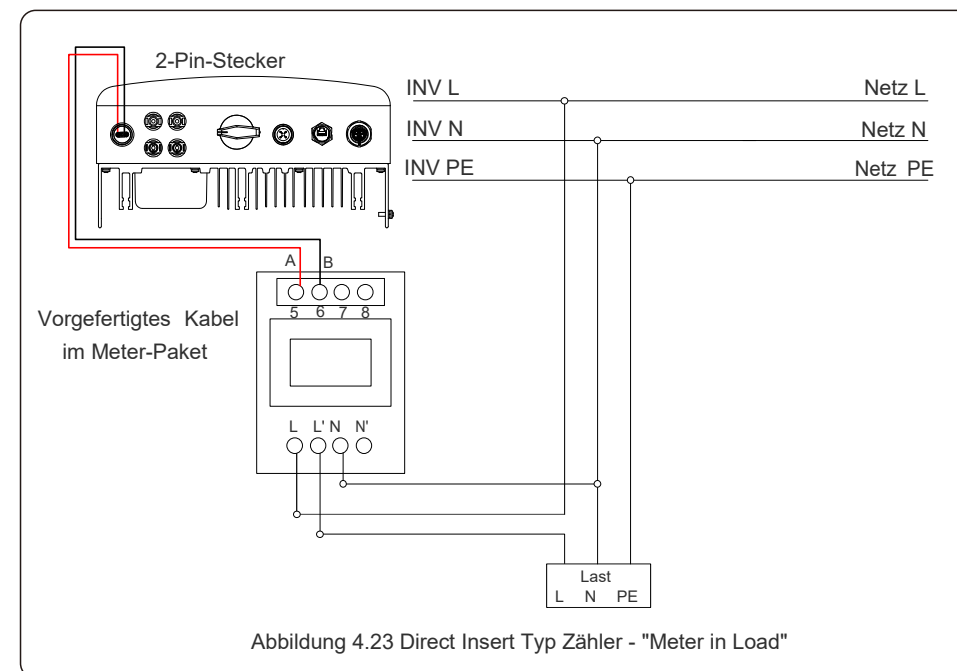 2-Pin-Stecker
INV L Netz L
INV N Netz N
INV PE Netz PE
A B
5 6 7 8
Vorgefertigtes Kabel
im Meter-Paket
L L' N N'
Last
L N PE
Abbildung 4.23 Direct Insert Typ Zähler - "Meter in Load"